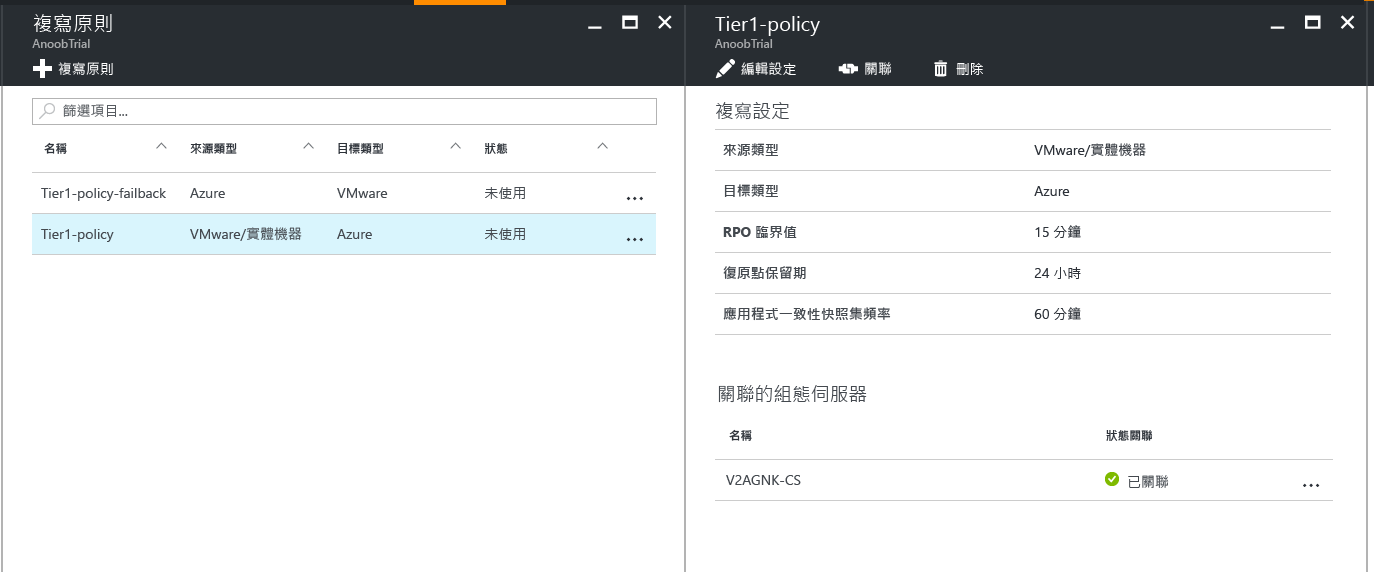 複寫原則
AnoobTrial
複寫原則
篩選項目...
名稱 來源類型 目標類型 狀態
Tier1-policy-failback Azure VMware 未使用 ...
Tier1-policy VMware/實體機器 Azure 未使用 ...
Tier1-policy
AnoobTrial
編輯設定 關聯 刪除
複寫設定
來源類型 VMware/實體機器
目標類型 Azure
RPO 臨界值 15 分鐘
復原點保留期 24 小時
應用程式一致性快照集頻率 60 分鐘
關聯的組態伺服器
名稱 狀態關聯
V2AGNK-CS 已關聯 ...